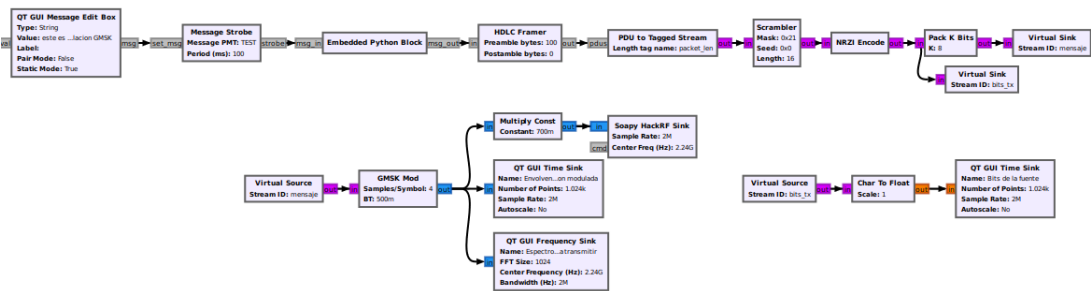 QT GUI Message Edit Box
Type: String
Value: este es ...lacion GMSK
Label:
Pair Mode: False
Static Mode: True
val
msg
set_msg
Message Strobe
Message PMT: TEST
Period (ms): 100
strobe
msg_in
Embedded Python Block
msg_out
in
HDLC Framer
Preamble bytes: 100
Postamble bytes: 0
out
pdus
PDU to Tagged Stream
Length tag name: packet_len
out
in
Scrambler
Mask: 0x21
Seed: 0x0
Length: 16
out
in
NRZI Encode
out
in
Pack K Bits
K: 8
out
in
Virtual Sink
Stream ID: mensaje
in
Virtual Sink
Stream ID: bits_tx
in
Multiply Const
Constant: 700m
out
in
cmd
Soapy HackRF Sink
Sample Rate: 2M
Center Freq (Hz): 2.24G
Virtual Source
Stream ID: mensaje
out
in
GMSK Mod
Samples/Symbol: 4
BT: 500m
out
in
QT GUI Time Sink
Name: Envolven...on modulada
Number of Points: 1.024k
Sample Rate: 2M
Autoscale: No
in
QT GUI Frequency Sink
Name: Espectro...a transmitir
FFT Size: 1024
Center Frequency (Hz): 2.24G
Bandwidth (Hz): 2M
Virtual Source
Stream ID: bits_tx
out
in
Char To Float
Scale: 1
out
in
QT GUI Time Sink
Name: Bits de la fuente
Number of Points: 1.024k
Sample Rate: 2M
Autoscale: No